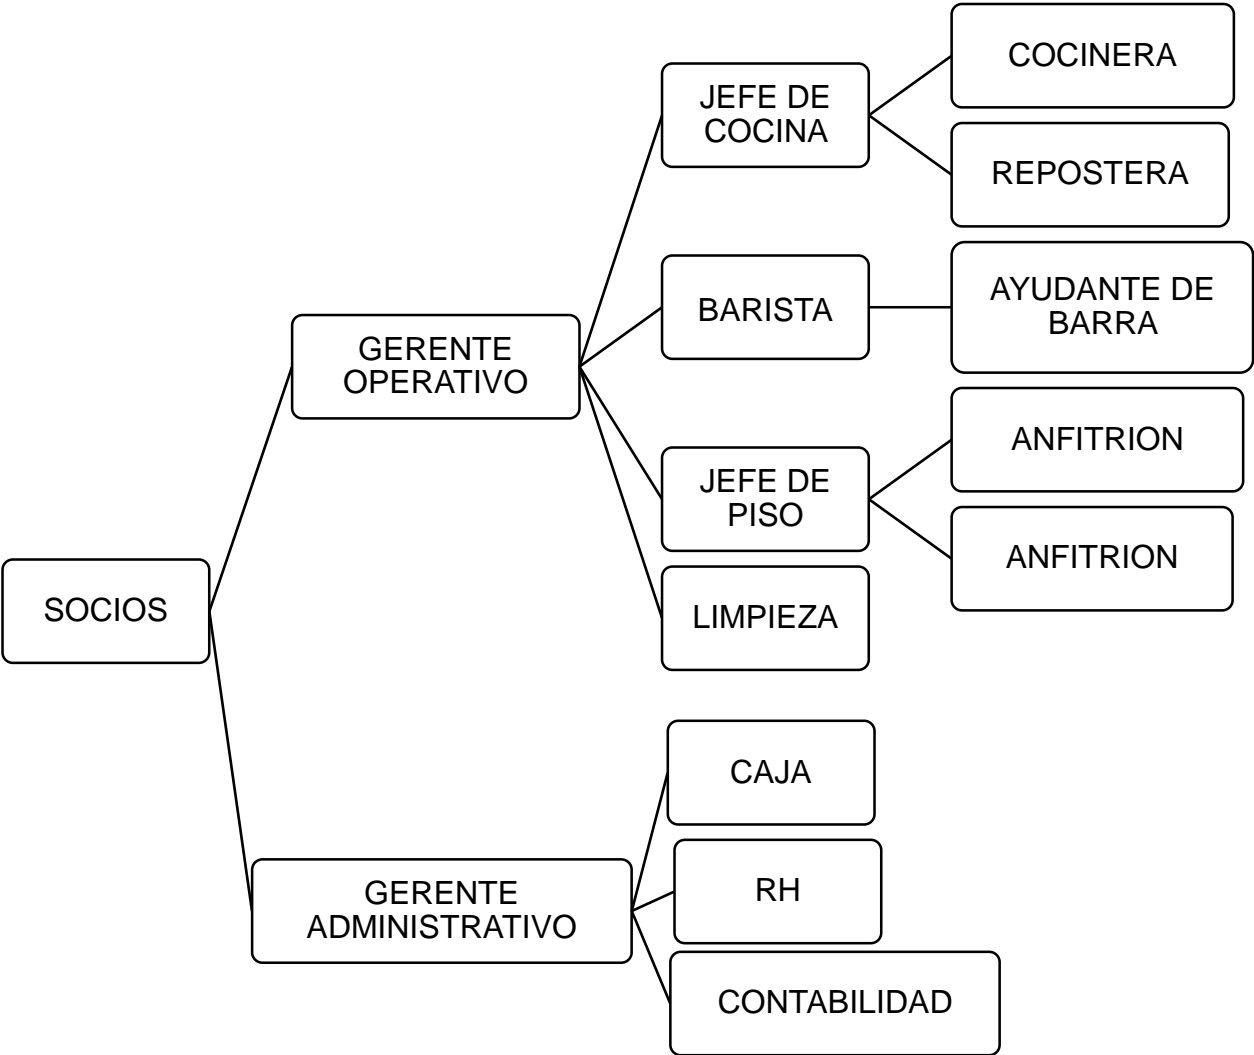 SOCIOS
GERENTE
OPERATIVO
JEFE DE
COCINA
COCINERA
REPOSTERA
BARISTA
AYUDANTE DE
BARRA
JEFE DE
PISO
ANFITRION
ANFITRION
LIMPIEZA
GERENTE
ADMINISTRATIVO
CAJA
RH
CONTABILIDAD